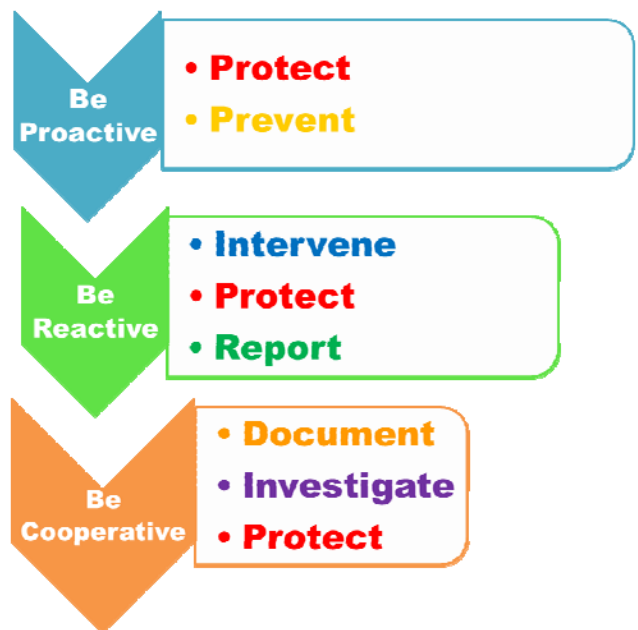 Be
Proactive
• Protect
• Prevent
Be
Reactive
• Intervene
• Protect
• Report
Be
Cooperative
• Document
• Investigate
• Protect